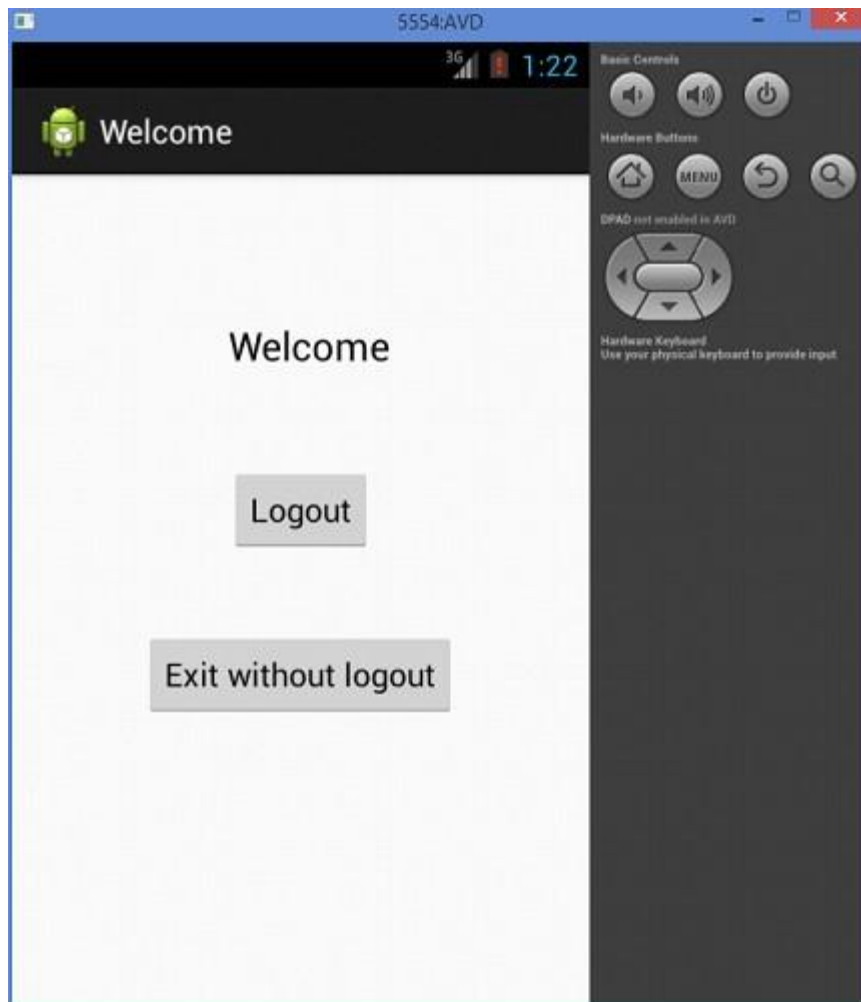 5554:AVD
3G 1:22
Welcome
Welcome
Logout
Exit without logout
Basic Controls
Hardware Buttons
MENU
DPAD not enabled in AVD
Hardware Keyboard
Use your physical keyboard to provide input